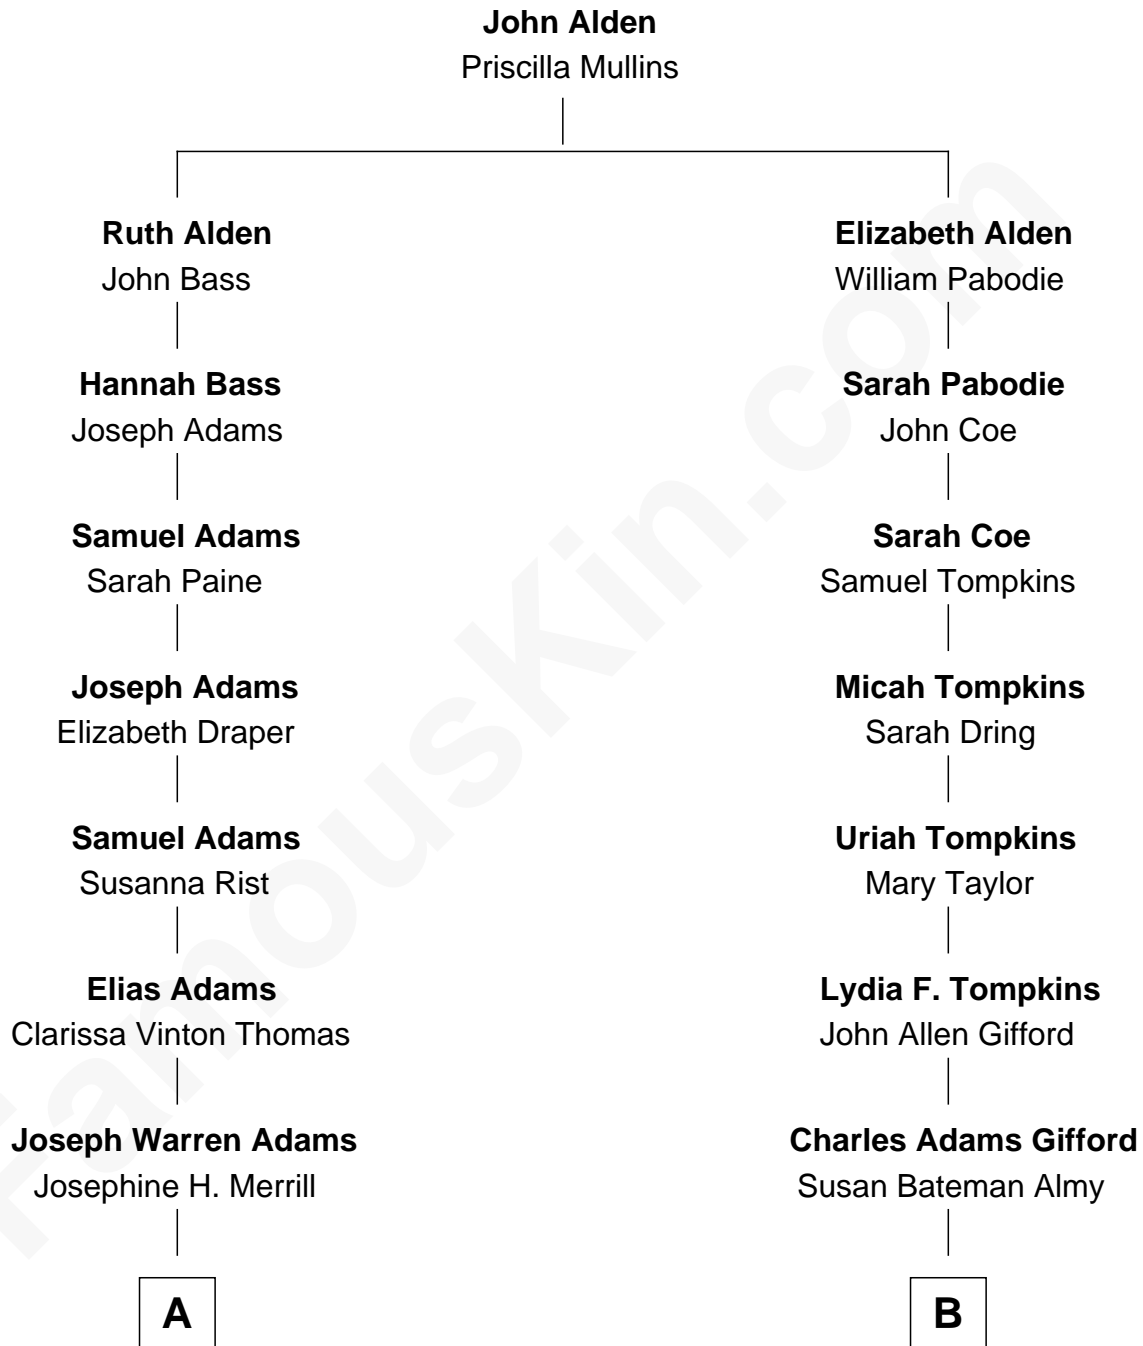 John Alden
Priscilla Mullins
Ruth Alden
John Bass
Elizabeth Alden
William Pabodie
Hannah Bass
Joseph Adams
Sarah Pabodie
John Coe
Samuel Adams
Sarah Paine
Sarah Coe
Samuel Tompkins
Joseph Adams
Elizabeth Draper
Micah Tompkins
Sarah Dring
Samuel Adams
Susanna Rist
Uriah Tompkins
Mary Taylor
Elias Adams
Clarissa Vinton Thomas
Lydia F. Tompkins
John Allen Gifford
Joseph Warren Adams
Josephine H. Merrill
Charles Adams Gifford
Susan Bateman Almy
A
B
FamousKin.com